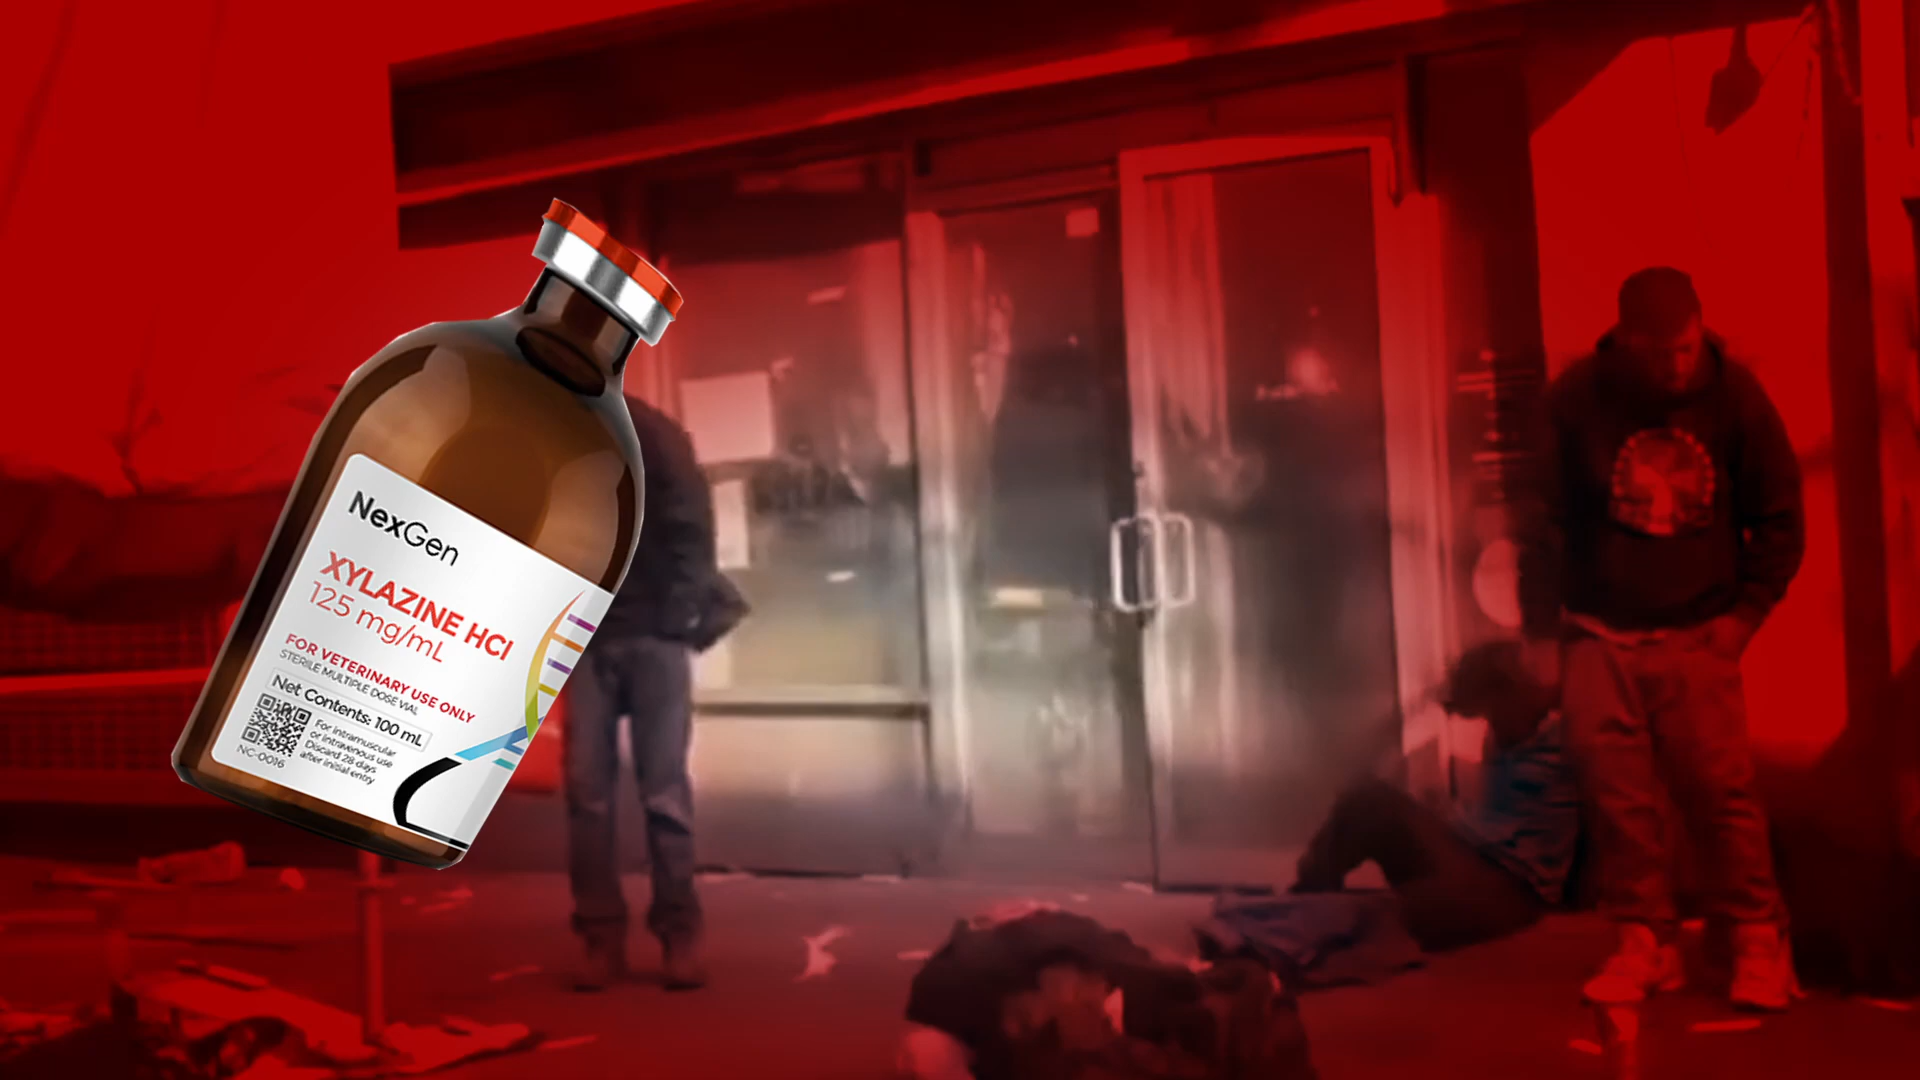 NexGen
XYLAZINE HCl
125 mg/mL
FOR VETERINARY USE ONLY
STERILE MULTIPLE DOSE VIAL
Net Contents: 100 mL
For intramuscular
or intravenous use
Discard 28 days
after initial entry
NC-0016